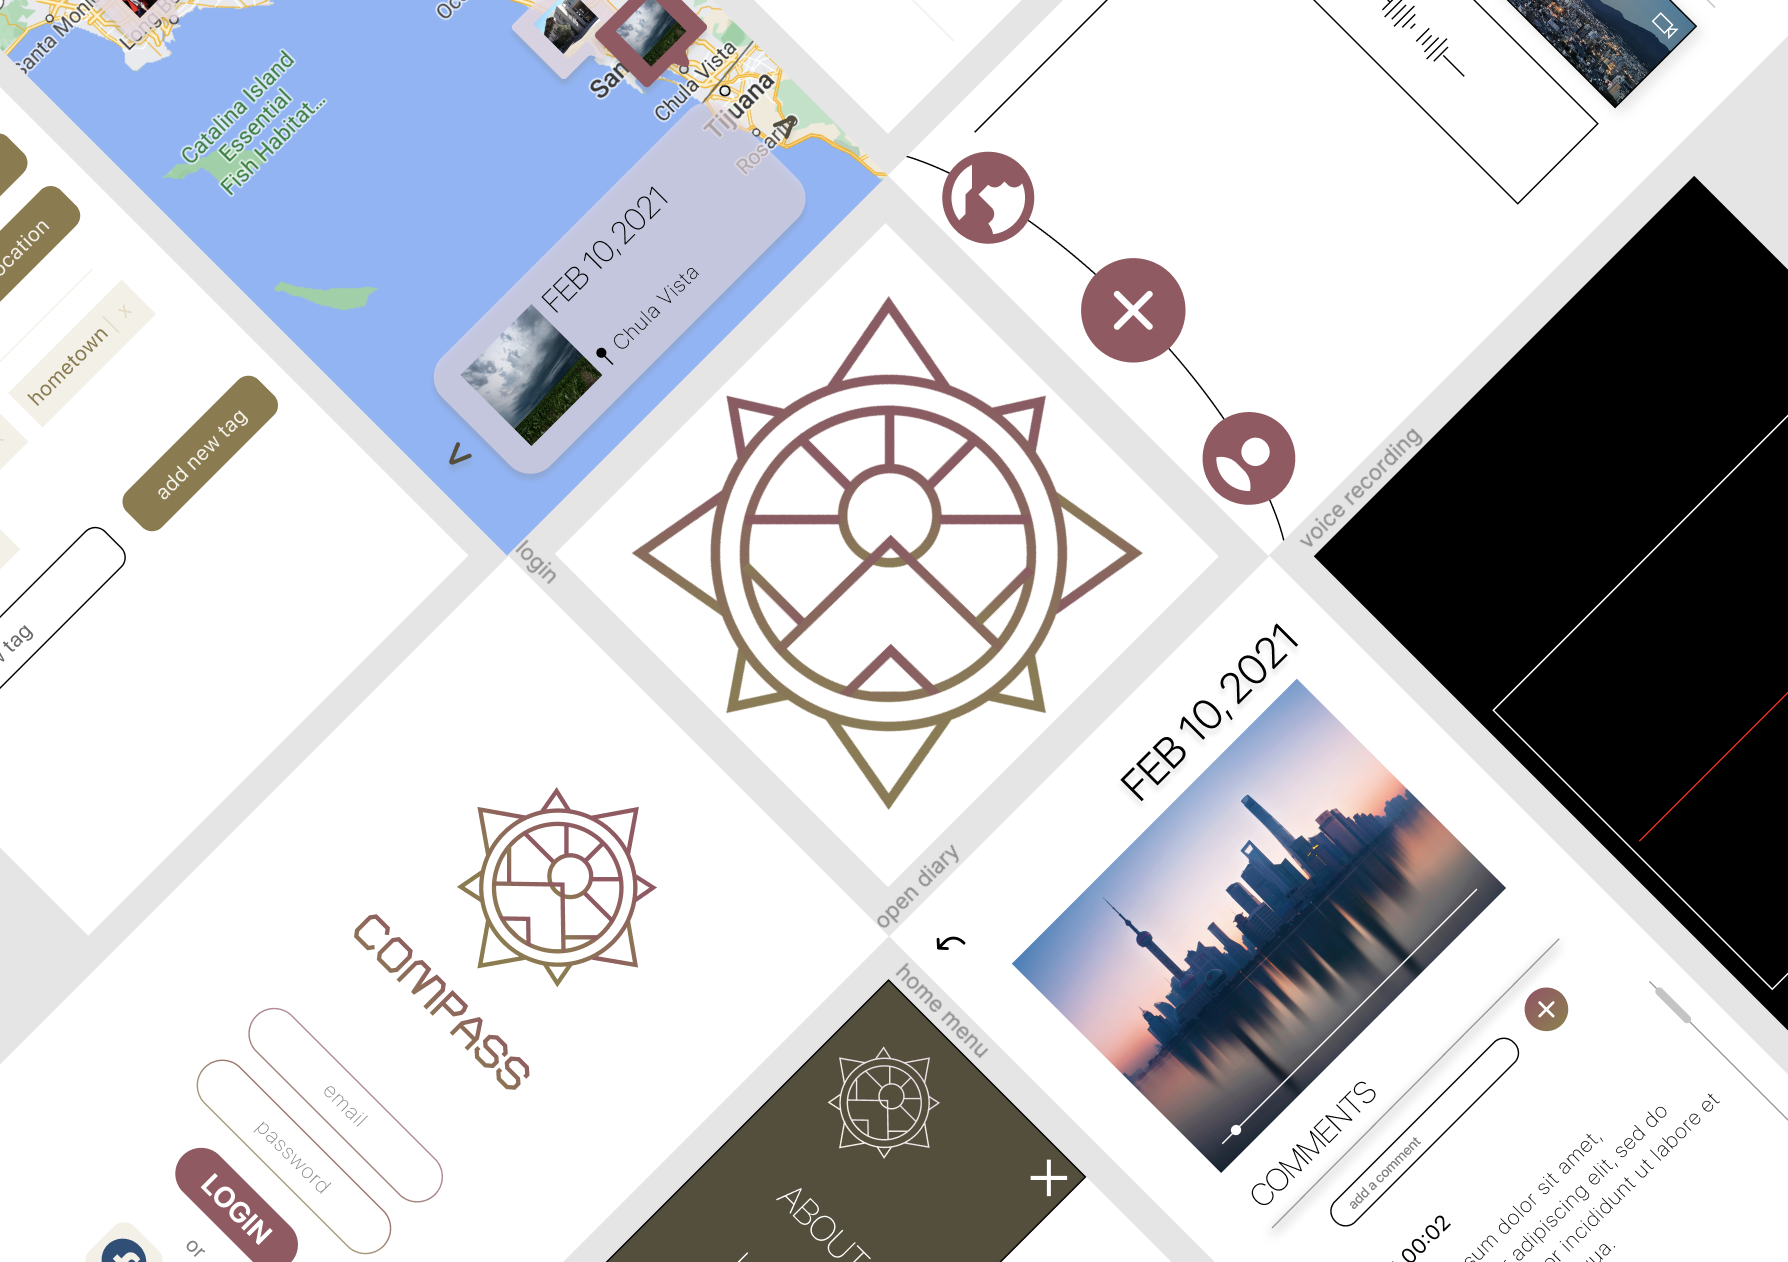 Santa Moni
Long B
Oc
Catalina Island
Essential
Fish Habitat...
San
Chula Vista
Tijuana
Rosarito
FEB 10, 2021
Chula Vista
ocation
hometown | x
add new tag
tag
login
COMPASS
email
password
LOGIN
or
voice recording
open diary
FEB 10, 2021
COMMENTS
add a comment
00:02
sum dolor sit amet,
adipiscing elit, sed do
or incididunt ut labore et
ua.
home menu
ABOUT